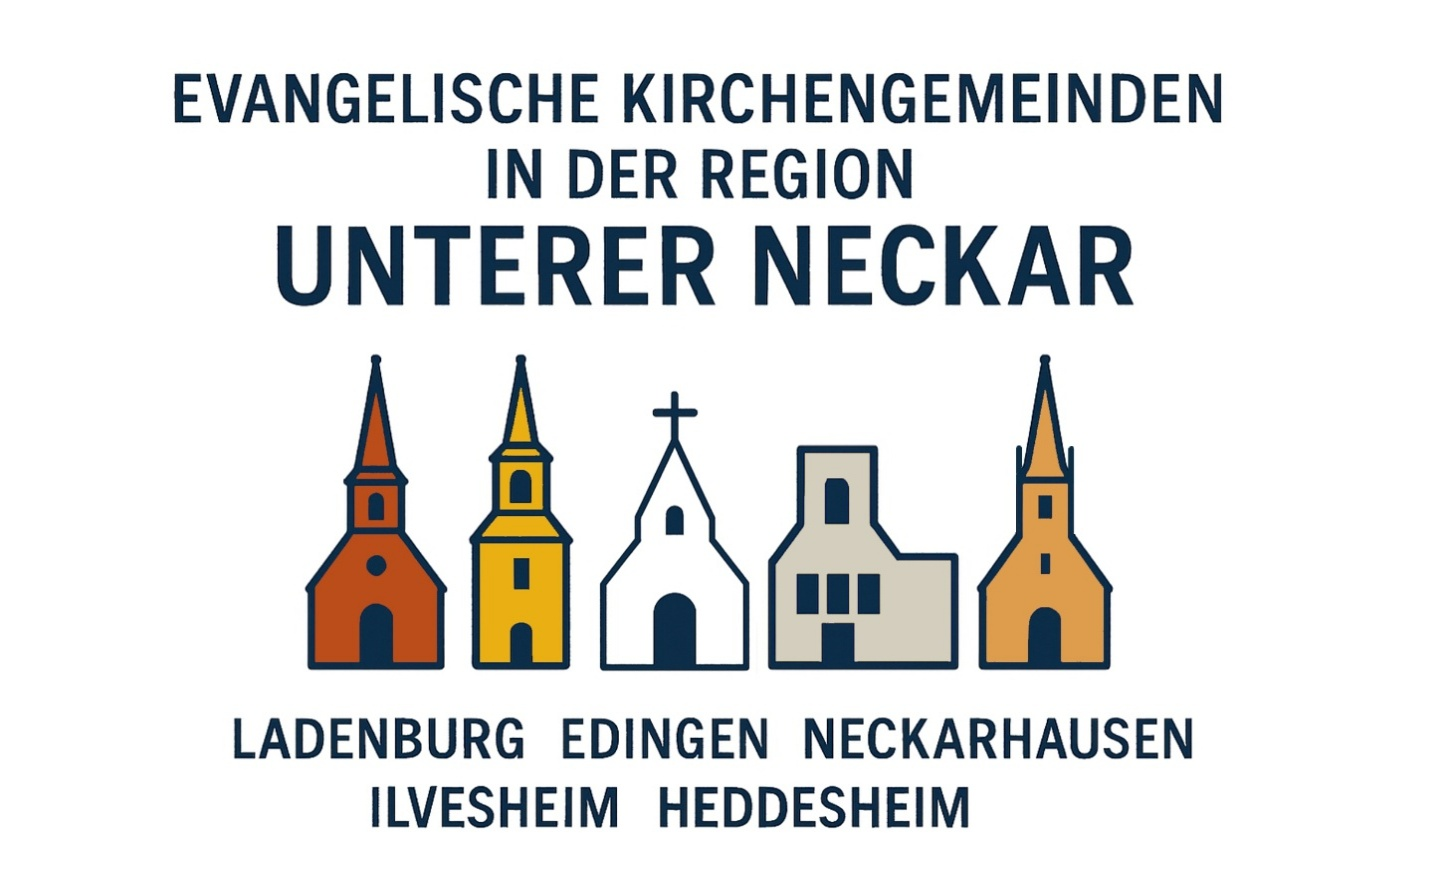 EVANGELISCHE KIRCHENGEMEINDEN
IN DER REGION
UNTERER NECKAR
LADENBURG EDINGEN NECKARHAUSEN
ILVESHEIM HEDDESHEIM